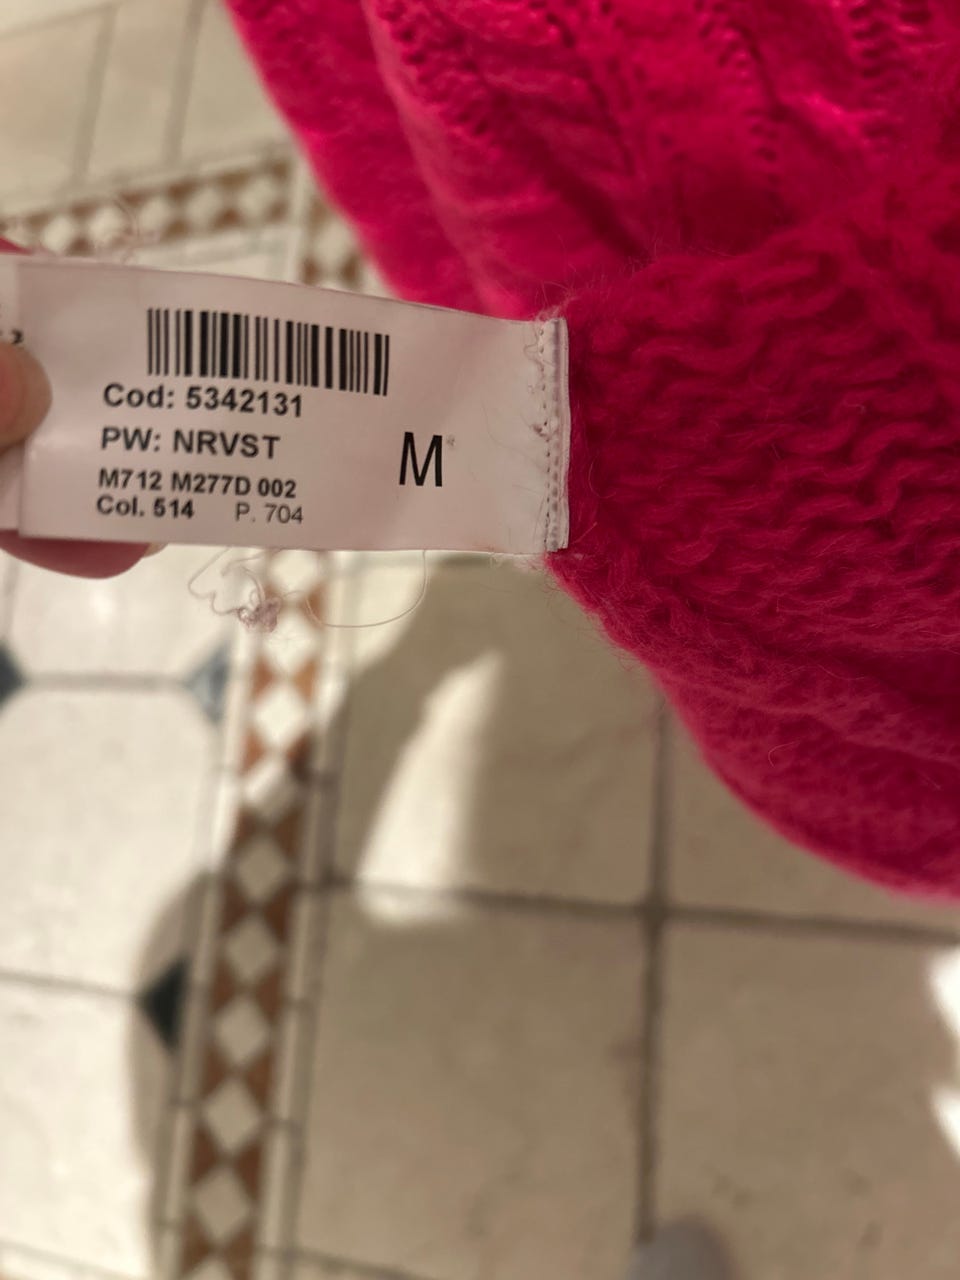 Cod: 5342131
PW: NRVST
M
M712 M277D 002
Col. 514 P. 704